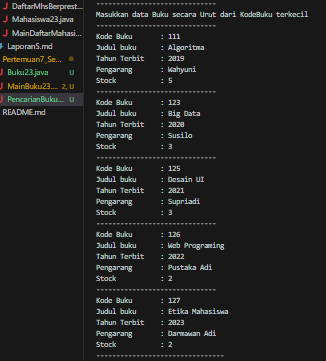 DaftarMhsBerprest...
Mahasiswa23.java
MainDaftarMahasi...
Laporan5.md
Pertemuan7_Se...
Buku23.java U
MainBuku23.... 2, U
PencarianBuku... U
README.md
------------------------------
Masukkan data Buku secara Urut dari KodeBuku terkecil
------------------------------
Kode Buku : 111
Judul buku : Algoritma
Tahun Terbit : 2019
Pengarang : Wahyuni
Stock : 5
------------------------------
Kode Buku : 123
Judul buku : Big Data
Tahun Terbit : 2020
Pengarang : Susilo
Stock : 3
------------------------------
Kode Buku : 125
Judul buku : Desain UI
Tahun Terbit : 2021
Pengarang : Supriadi
Stock : 3
------------------------------
Kode Buku : 126
Judul buku : Web Programing
Tahun Terbit : 2022
Pengarang : Pustaka Adi
Stock : 2
------------------------------
Kode Buku : 127
Judul buku : Etika Mahasiswa
Tahun Terbit : 2023
Pengarang : Darmawan Adi
Stock : 2
--------------------------------